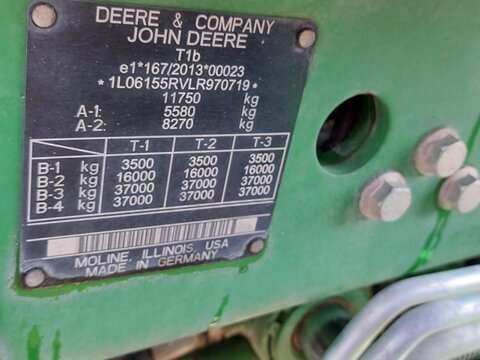 DEERE & COMPANY
JOHN DEERE
T1b
e1*167/2013*00023
*1L06155RVLR970719*
11750 kg
A-1: 5580 kg
A-2: 8270 kg
T-1 T-2 T-3
B-1 kg 3500 3500 3500
B-2 kg 16000 16000 16000
B-3 kg 37000 37000 37000
B-4 kg 37000 37000 37000
MOLINE, ILLINOIS, USA
MADE IN GERMANY